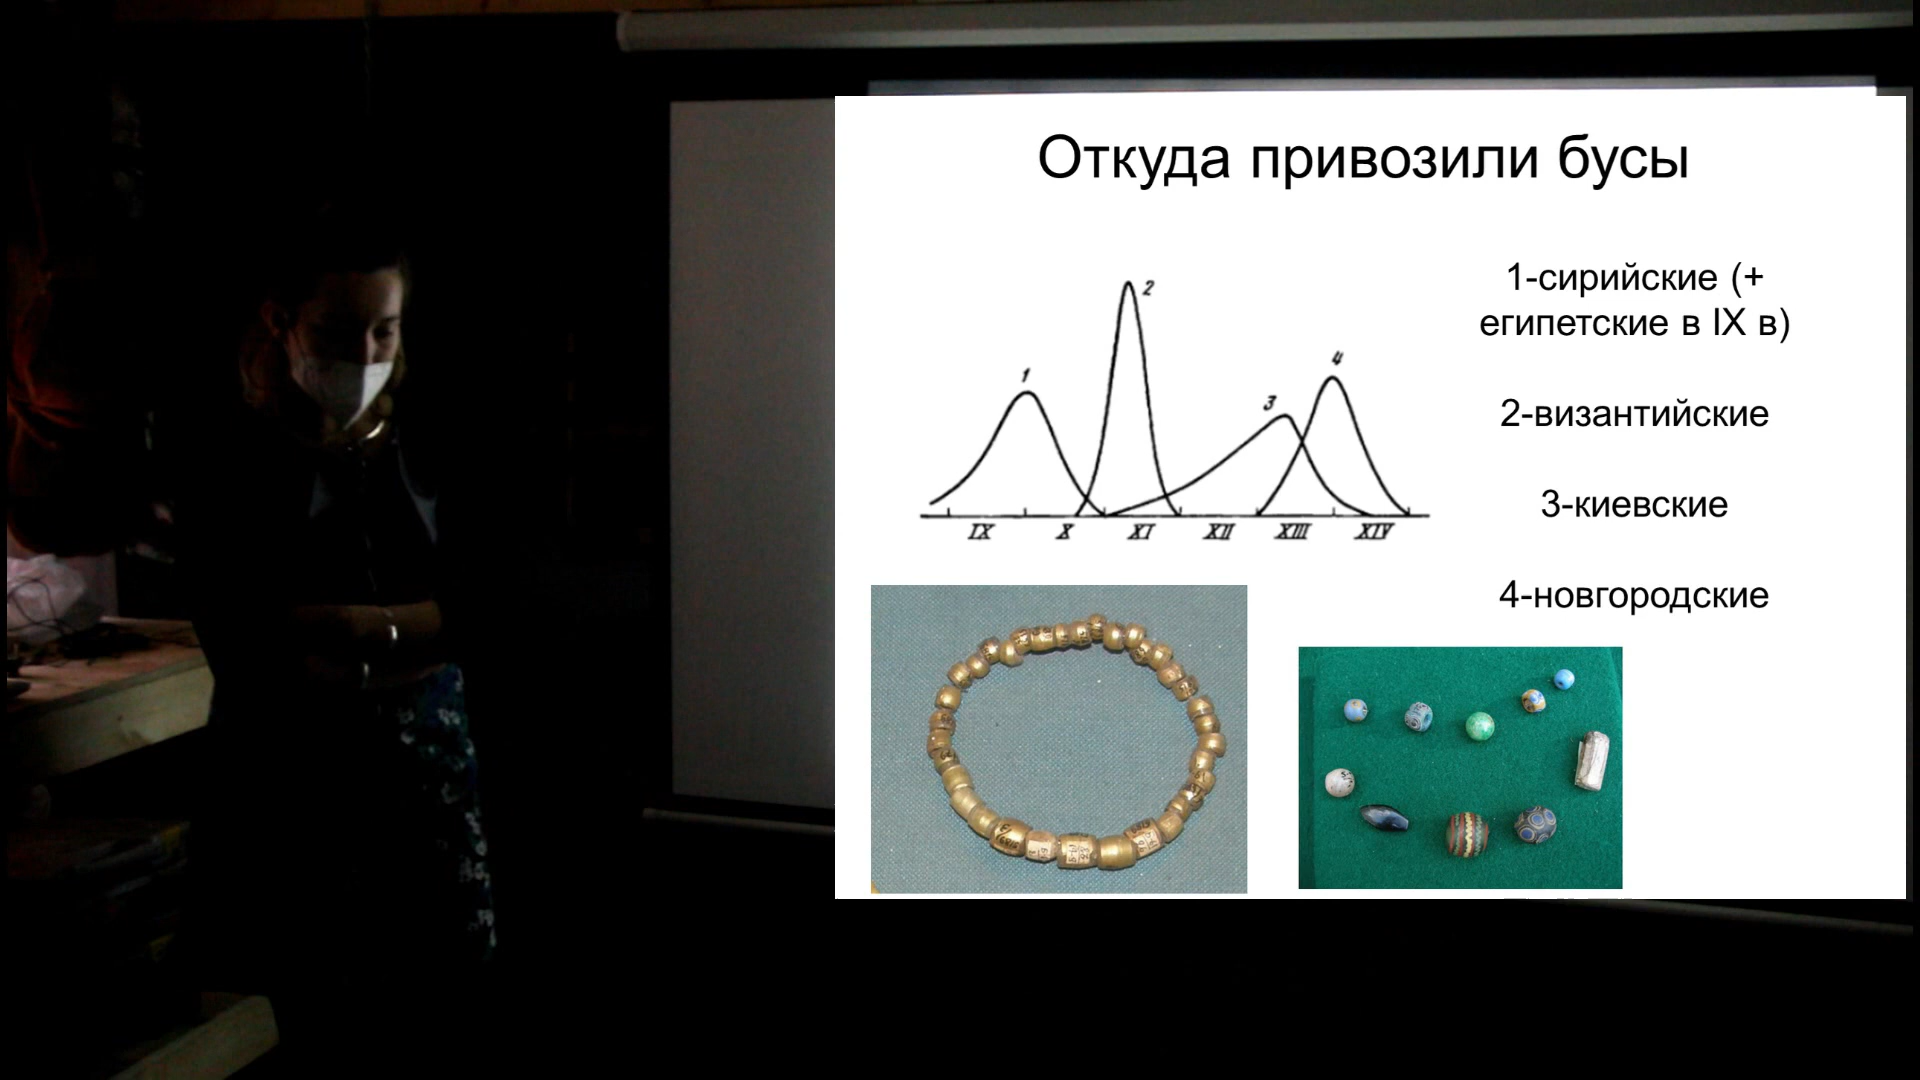 Откуда привозили бусы
1-сирийские (+
египетские в IX в)
2-византийские
3-киевские
4-новгородские
1
2
3
4
IX X XI XII XIII XIV